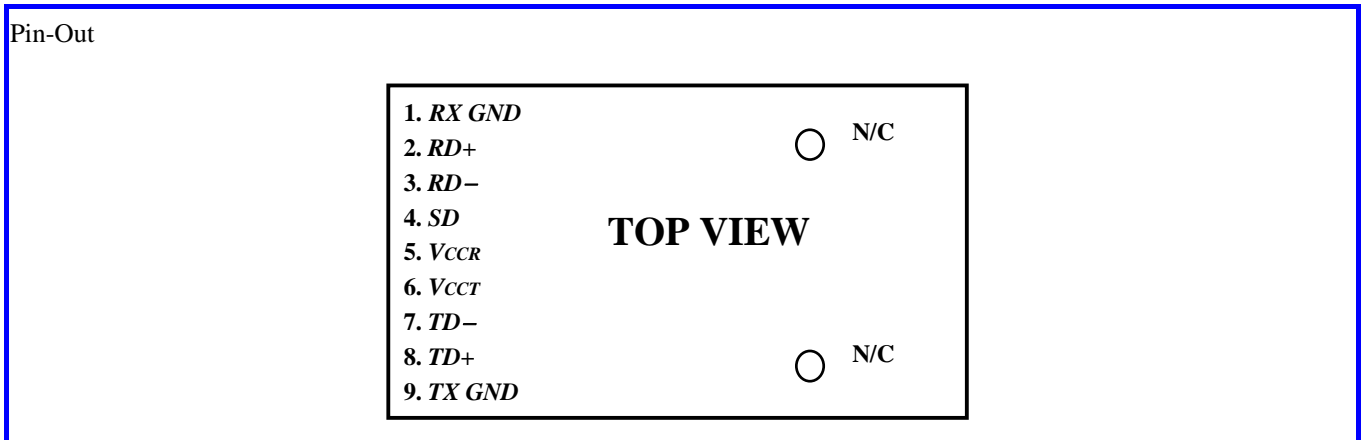 Pin-Out
1. RX GND
2. RD+
3. RD−
4. SD
5. VCCR
6. VCCT
7. TD−
8. TD+
9. TX GND
N/C
TOP VIEW
N/C